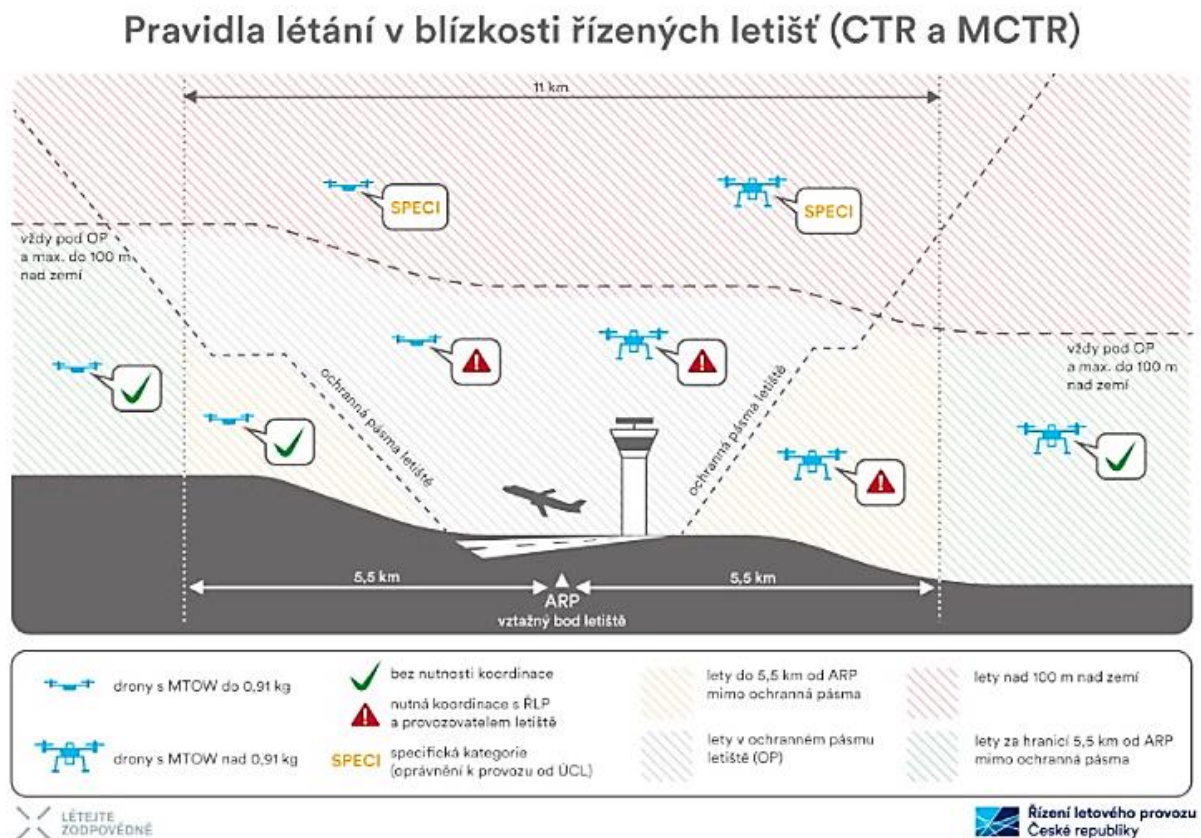 Pravidla létání v blízkosti řízených letišť (CTR a MCTR)
11 km
SPECI
SPECI
vždy pod OP
a max. do 100 m
nad zemí
vždy pod OP
a max. do 100 m
nad zemí
ochranná pásma letiště
ochranná pásma letiště
5,5 km
5,5 km
ARP
vztažný bod letiště
drony s MTOW do 0,91 kg
drony s MTOW nad 0,91 kg
bez nutnosti koordinace
nutná koordinace s ŘLP
a provozovatelem letiště
SPECI
specifická kategorie
(oprávnění k provozu od ÚCL)
lety do 5,5 km od ARP
mimo ochranná pásma
lety v ochranném pásmu
letiště (OP)
lety nad 100 m nad zemí
lety za hranicí 5,5 km od ARP
mimo ochranná pásma
LÉTEJTE
ZODPOVĚDNĚ
Řízení letového provozu
České republiky